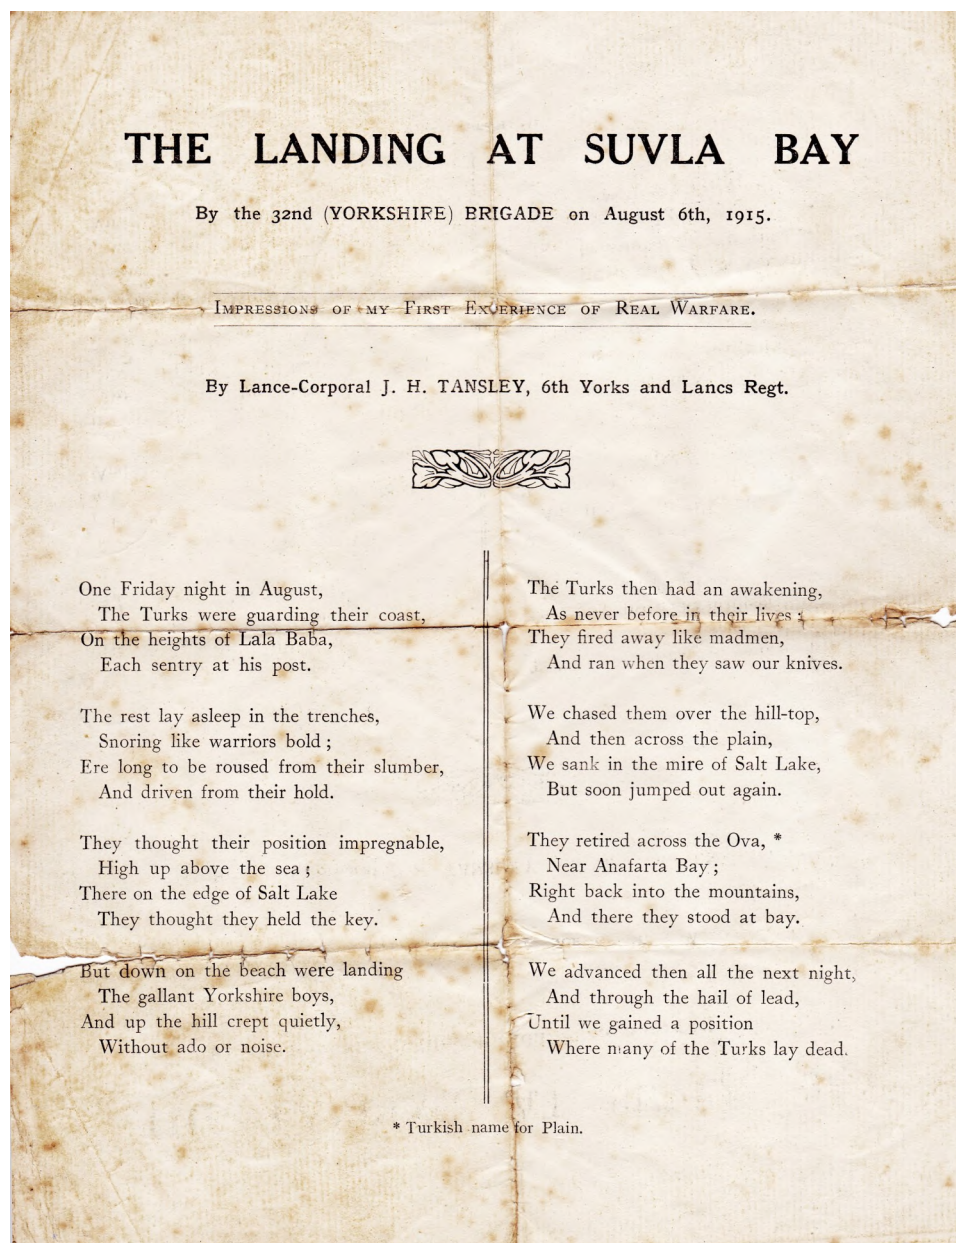 THE LANDING AT SUVLA BAY
By the 32nd (YORKSHIRE) BRIGADE on August 6th, 1915.
IMPRESSIONS OF MY FIRST EXPERIENCE OF REAL WARFARE.
By Lance-Corporal J. H. TANSLEY, 6th Yorks and Lancs Regt.
One Friday night in August,
The Turks were guarding their coast,
On the heights of Lala Baba,
Each sentry at his post.
The rest lay asleep in the trenches,
Snoring like warriors bold ;
Ere long to be roused from their slumber,
And driven from their hold.
They thought their position impregnable,
High up above the sea ;
There on the edge of Salt Lake
They thought they held the key.
But down on the beach were landing
The gallant Yorkshire boys,
And up the hill crept quietly,
Without ado or noise.
The Turks then had an awakening,
As never before in their lives ;
They fired away like madmen,
And ran when they saw our knives.
We chased them over the hill-top,
And then across the plain,
We sank in the mire of Salt Lake,
But soon jumped out again.
They retired across the Ova, *
Near Anafarta Bay ;
Right back into the mountains,
And there they stood at bay.
We advanced then all the next night,
And through the hail of lead,
Until we gained a position
Where many of the Turks lay dead.
* Turkish name for Plain.